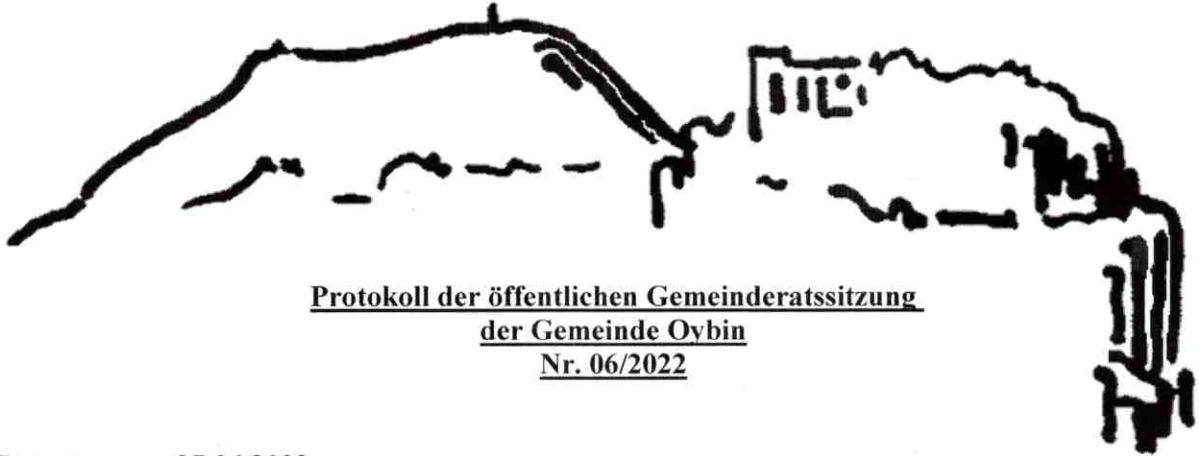 Protokoll der öffentlichen Gemeinderatssitzung
der Gemeinde Oybin
Nr. 06/2022